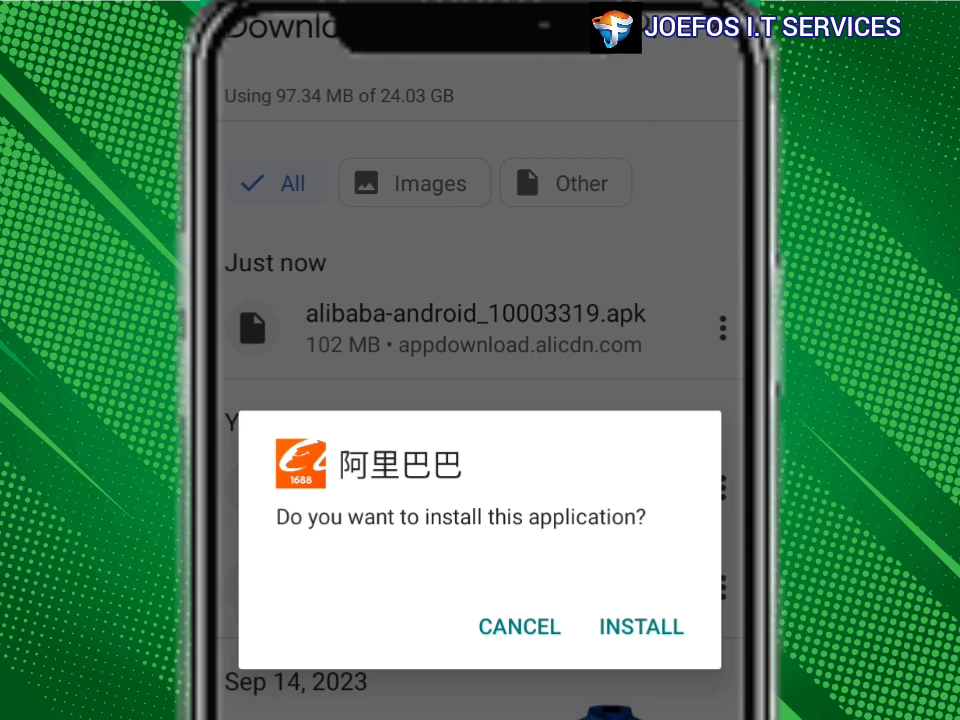 Downlo
JOEFOS I.T SERVICES
Using 97.34 MB of 24.03 GB
All
Images
Other
Just now
alibaba-android_10003319.apk
102 MB • appdownload.alicdn.com
Y
1688
阿里巴巴
Do you want to install this application?
CANCEL
INSTALL
Sep 14, 2023